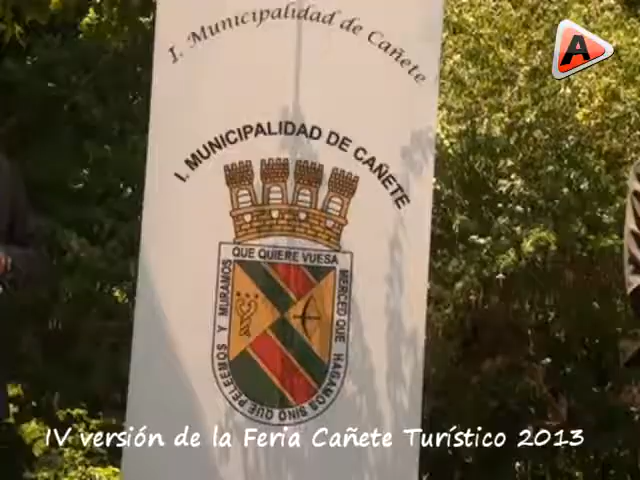 I. Municipalidad de Cañete
A
I. MUNICIPALIDAD DE CAÑETE
QUE QUIERE VUESA
MERCED QUE HAGAMOS SINO QUE PELEEMOS Y MURAMOS
IV versión de la Feria Cañete Turístico 2013